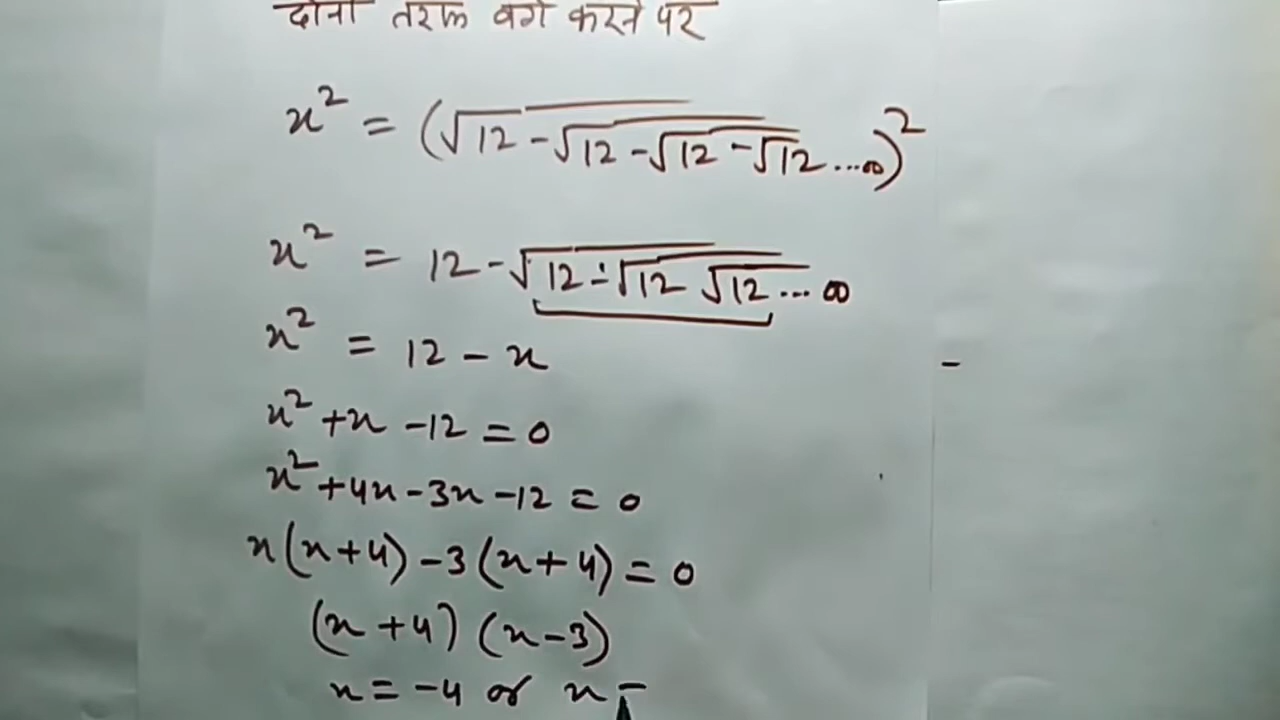 दोनों तरफ वर्ग करने पर
x² = (√12 - √12 - √12 - √12 ...∞)²
x² = 12 - √12 - √12 √12 ... ∞
x² = 12 - x
x² + x - 12 = 0
x² + 4x - 3x - 12 = 0
x(x + 4) - 3(x + 4) = 0
(x + 4) (x - 3)
x = -4 or x -